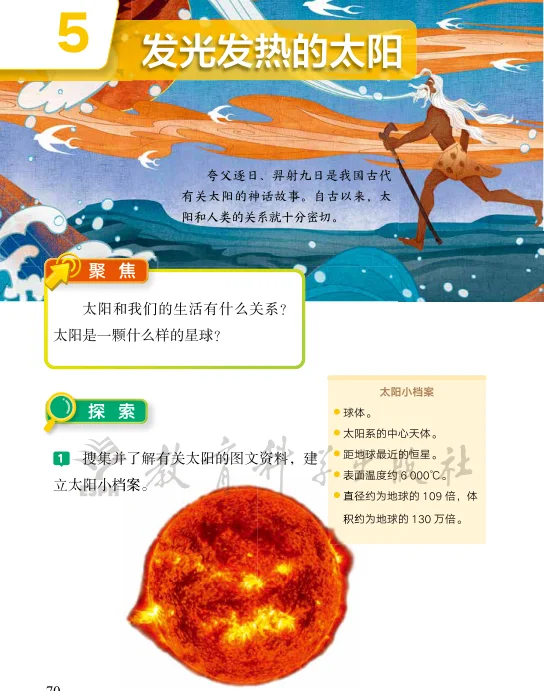 5
发光发热的太阳
夸父逐日、羿射九日是我国古代
有关太阳的神话故事。自古以来，太
阳和人类的关系就十分密切。
聚焦
太阳和我们的生活有什么关系？
太阳是一颗什么样的星球？
探索
1 搜集并了解有关太阳的图文资料，建
立太阳小档案。
太阳小档案
球体。
太阳系的中心天体。
距地球最近的恒星。
表面温度约6 000℃。
直径约为地球的 109 倍，体
积约为地球的 130 万倍。
教育科学出版社